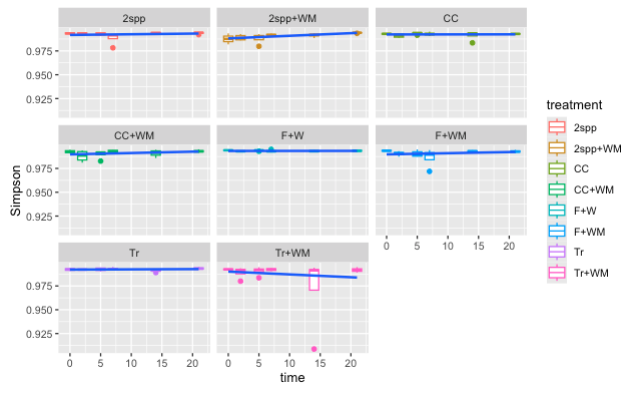 2spp
2spp+WM
CC
0.975
0.950
0.925
CC+WM
F+W
F+WM
0.975
0.950
0.925
Tr
Tr+WM
0.975
0.950
0.925
0 5 10 15 20
0 5 10 15 20
0 5 10 15 20
time
Simpson
treatment
2spp
2spp+WM
CC
CC+WM
F+W
F+WM
Tr
Tr+WM